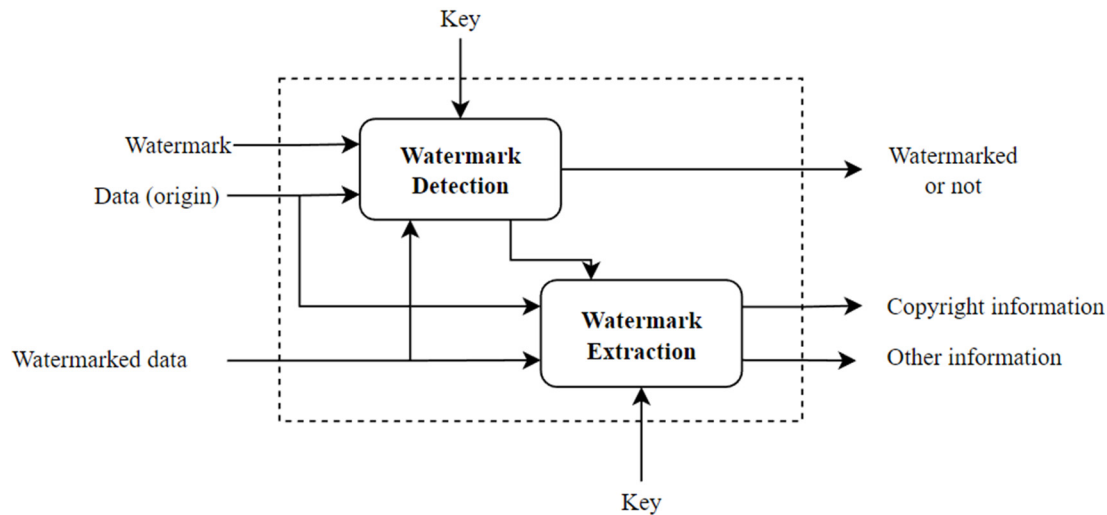 Key
Watermark
Data (origin)
Watermarked data
Watermark
Detection
Watermark
Extraction
Key
Watermarked
or not
Copyright information
Other information